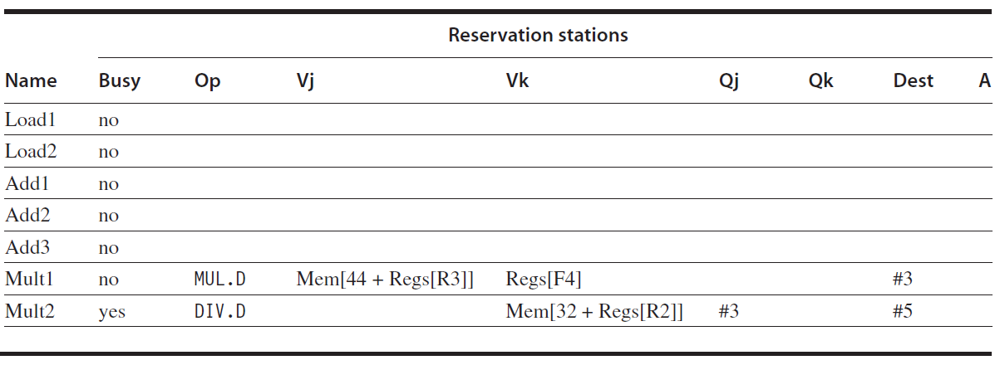 Reservation stations
Name Busy Op Vj Vk Qj Qk Dest A
Load1 no
Load2 no
Add1 no
Add2 no
Add3 no
Mult1 no MUL.D Mem[44 + Regs[R3]] Regs[F4] #3
Mult2 yes DIV.D Mem[32 + Regs[R2]] #3 #5